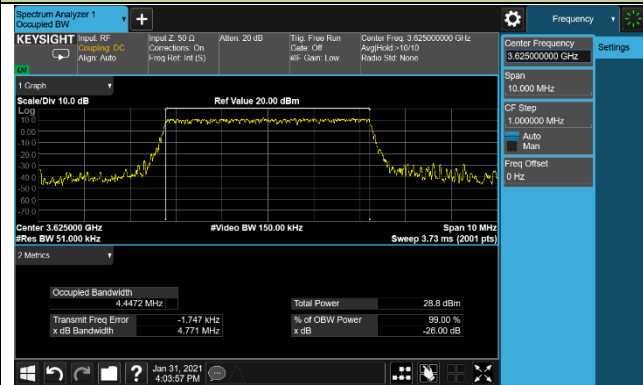 Spectrum Analyzer 1
Occupied BW
Frequency
KEYSIGHT
Input: RF
Coupling: DC
Align: Auto
Input Z: 50 Ω
Corrections: On
Freq Ref: Int (S)
Atten: 20 dB
Trig: Free Run
Gate: Off
#IF Gain: Low
Center Freq: 3.625000000 GHz
Avg|Hold:>10/10
Radio Std: None
Center Frequency
3.625000000 GHz
Settings
Span
10.000 MHz
CF Step
1.000000 MHz
Auto
Man
Freq Offset
0 Hz
1 Graph
Scale/Div 10.0 dB
Ref Value 20.00 dBm
Log
10.0
0.00
-10.0
-20.0
-30.0
-40.0
-50.0
-60.0
-70.0
Center 3.625000 GHz
#Video BW 150.00 kHz
Span 10 MHz
#Res BW 51.000 kHz
Sweep 3.73 ms (2001 pts)
2 Metrics
Occupied Bandwidth
4.4472 MHz
Total Power
28.8 dBm
Transmit Freq Error
-1.747 kHz
% of OBW Power
99.00 %
x dB Bandwidth
4.771 MHz
x dB
-26.00 dB
?
Jan 31, 2021
4:03:57 PM